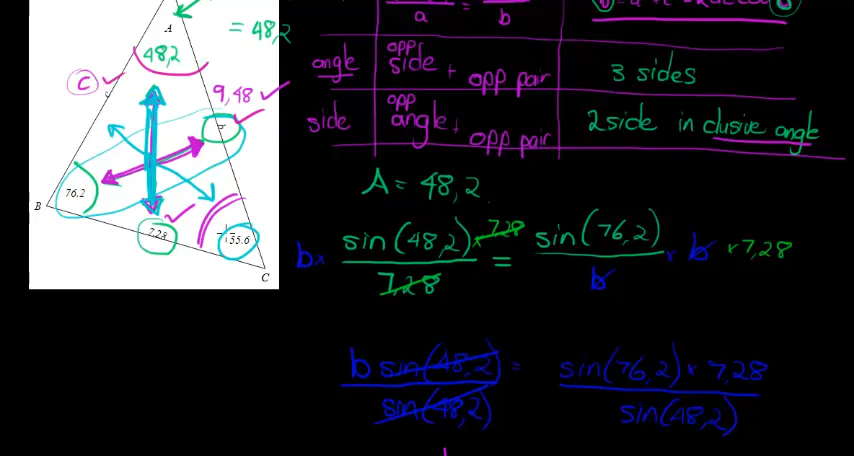 a = b
A = 48,2
48,2
C
c
9,48
76.2
B
7.28
55.6
C
angle opp side + opp pair 3 sides
side opp angle + opp pair 2 side in clusive angle
A = 48,2
b × sin(48,2) × 7.28 / 7,28 = sin(76,2) / b × b × 7,28
b sin(48,2) / sin(48,2) = sin(76,2) × 7,28 / sin(48,2)